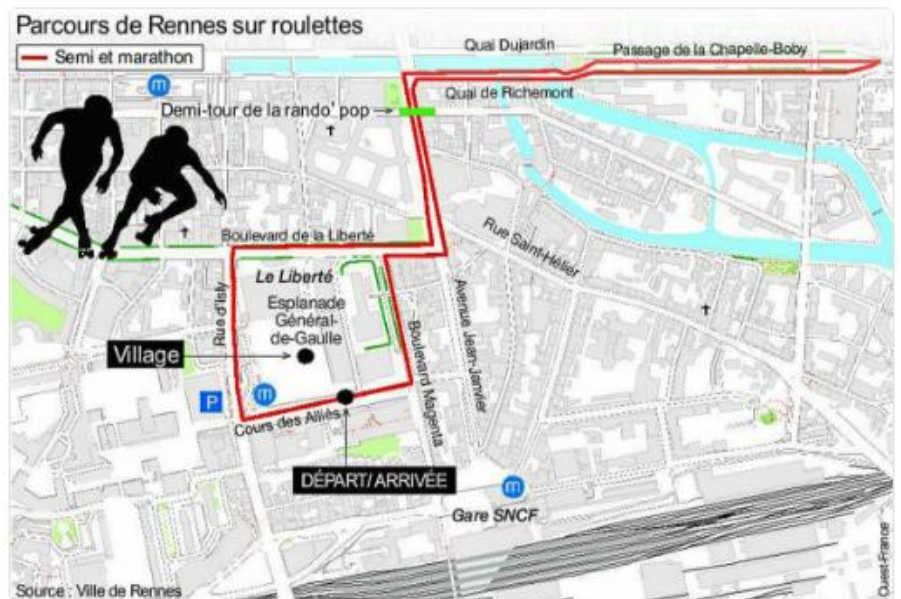 Parcours de Rennes sur roulettes
Semi et marathon
Quai Dujardin
Passage de la Chapelle-Boby
m
Quai de Richemont
Demi-tour de la rando' pop
Boulevard de la Liberté
Rue Saint-Hélier
Le Liberté
Rue d'Isly
Esplanade
Général-
de-Gaulle
Avenue Jean-Janvier
Boulevard Magenta
Village
P
m
Cours des Alliés
DÉPART/ARRIVÉE
m
Gare SNCF
Source : Ville de Rennes
Ouest-France